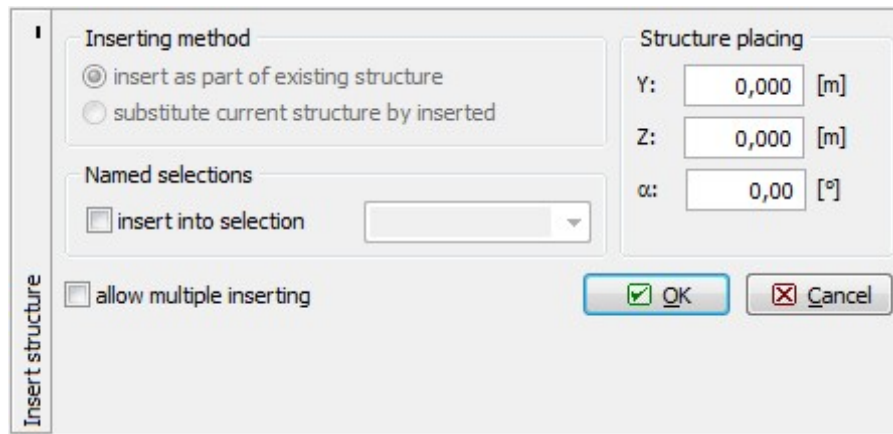 Inserting method
insert as part of existing structure
substitute current structure by inserted
Named selections
insert into selection
allow multiple inserting
Structure placing
Y: 0,000 [m]
Z: 0,000 [m]
α: 0,00 [°]
OK
Cancel
Insert structure